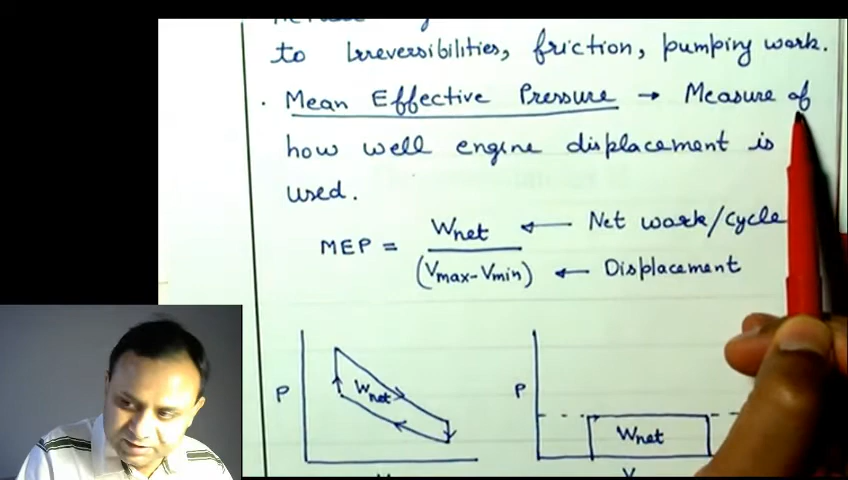 to Irreversibilities, friction, pumping work.
· Mean Effective Pressure → Measure of
how well engine displacement is
used.
MEP = Wnet / (Vmax - Vmin) ← Net work/cycle
← Displacement
P Wnet P Wnet
V